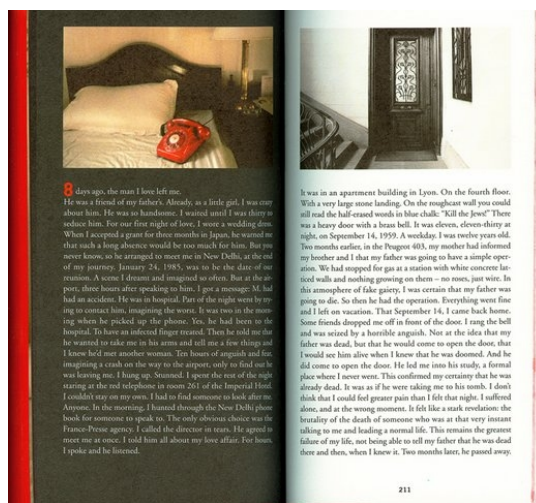 8 days ago, the man I love left me.
He was a friend of my father's. Already, as a little girl, I was crazy
about him. He was so handsome. I waited until I was thirty to
seduce him. For our first night of love, I wore a wedding dress.
When I accepted a grant for three months in Japan, he warned me
that such a long absence would be too much for him. But you
never know, so he arranged to meet me in New Delhi, at the end
of my journey. January 24, 1985, was to be the date of our
reunion. A scene I dreamt and imagined so often. But at the air-
port, three hours after speaking to him. I got a message: M. had
had an accident. He was in hospital. Part of the night went by try-
ing to contact him, imagining the worst. It was two in the morn-
ing when he picked up the phone. Yes, he had been to the
hospital. To have an infected finger treated. Then he told me that
he wanted to take me in his arms and tell me a few things and
I knew he'd met another woman. Ten hours of anguish and fear,
imagining a crash on the way to the airport, only to find out he
was leaving me. I hung up. Stunned. I spent the rest of the night
staring at the red telephone in room 261 of the Imperial Hotel.
I couldn't stay on my own. I had to find someone to look after me.
Anyone. In the morning, I hunted through the New Delhi phone
book for someone to speak to. The only obvious choice was the
France-Presse agency. I called the director in tears. He agreed to
meet me at once. I told him all about my love affair. For hours,
I spoke and he listened.
It was in an apartment building in Lyon. On the fourth floor.
With a very large stone landing. On the roughcast wall you could
still read the half-erased words in blue chalk: "Kill the Jews!" There
was a heavy door with a brass bell. It was eleven, eleven-thirty at
night, on September 14, 1959. A weekday. I was twelve years old.
Two months earlier, in the Peugeot 403, my mother had informed
my brother and I that my father was going to have a simple oper-
ation. We had stopped for gas at a station with white concrete lat-
ticed walls and nothing growing on them – no roses, just wire. In
this atmosphere of fake gaiety, I was certain that my father was
going to die. So then he had the operation. Everything went fine
and I left on vacation. That September 14, I came back home.
Some friends dropped me off in front of the door. I rang the bell
and was seized by a horrible anguish. Not at the idea that my
father was dead, but that he would come to open the door, that
I would see him alive when I knew that he was doomed. And he
did come to open the door. He led me into his study, a formal
place where I never went. This confirmed my certainty that he was
already dead. It was as if he were taking me to his tomb. I don't
think that I could feel greater pain than I felt that night. I suffered
alone, and at the wrong moment. It felt like a stark revelation: the
brutality of the death of someone who was at that very instant
talking to me and leading a normal life. This remains the greatest
failure of my life, not being able to tell my father that he was dead
there and then, when I knew it. Two months later, he passed away.
211